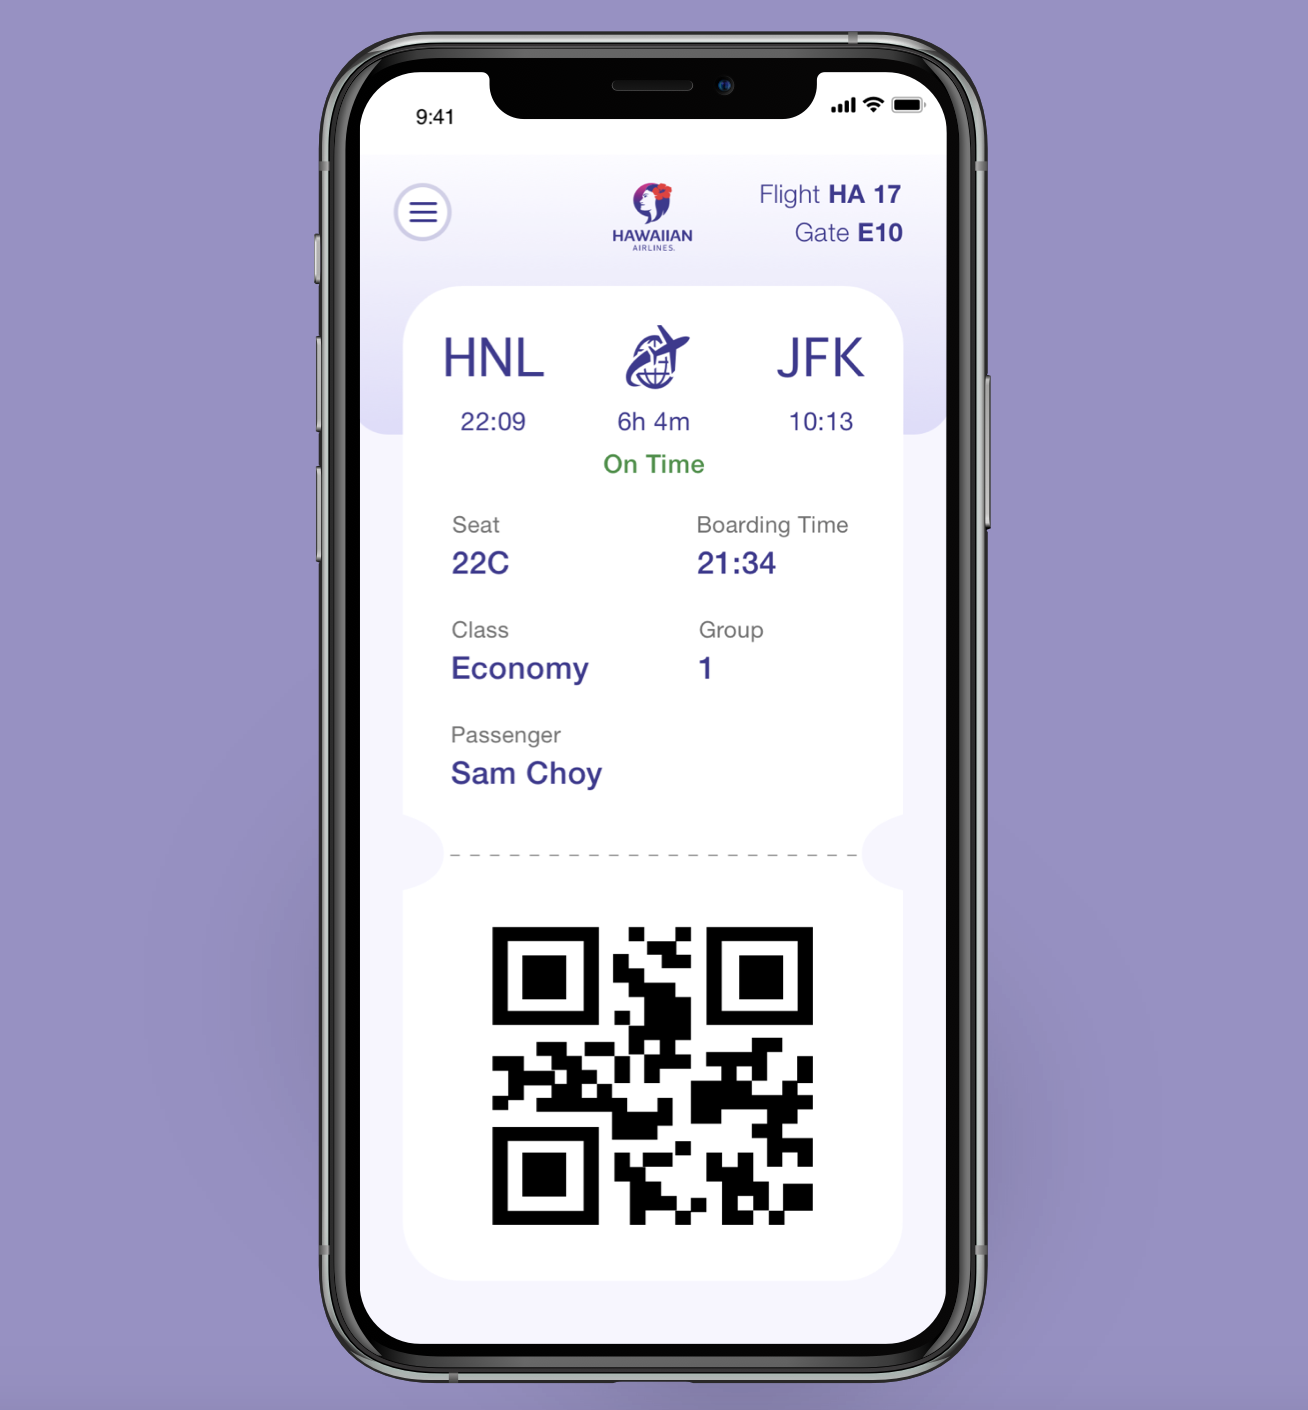 9:41
HAWAIIAN
AIRLINES.
Flight HA 17
Gate E10
HNL JFK
22:09 6h 4m 10:13
On Time
Seat Boarding Time
22C 21:34
Class Group
Economy 1
Passenger
Sam Choy